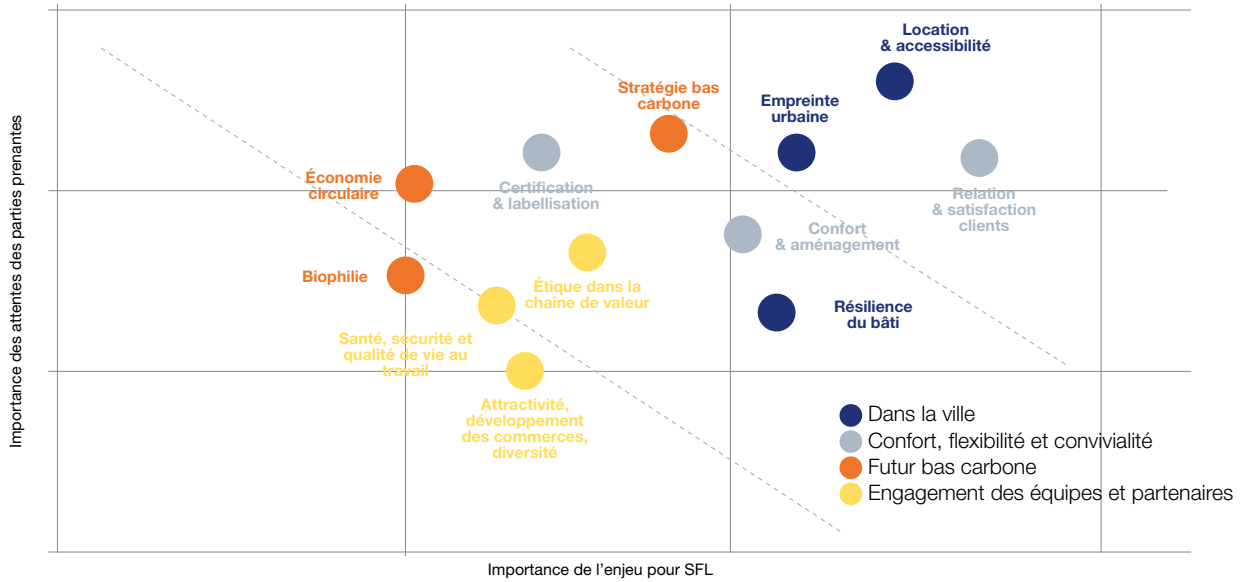 Importance des attentes des parties prenantes
Location
& accessibilité
Stratégie bas
carbone
Empreinte
urbaine
Économie
circulaire
Certification
& labellisation
Relation
& satisfaction
clients
Confort
& aménagement
Biophilie
Étique dans la
chaîne de valeur
Résilience
du bâti
Santé, sécurité et
qualité de vie au
travail
Attractivité,
développement
des commerces,
diversité
Dans la ville
Confort, flexibilité et convivialité
Futur bas carbone
Engagement des équipes et partenaires
Importance de l’enjeu pour SFL